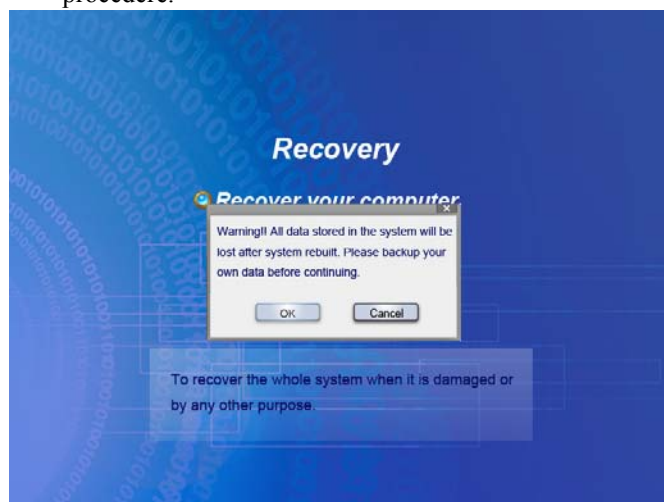 procedere.
Recovery
Recover your computer.
Warning!! All data stored in the system will be
lost after system rebuilt. Please backup your
own data before continuing.
OK Cancel
To recover the whole system when it is damaged or
by any other purpose.